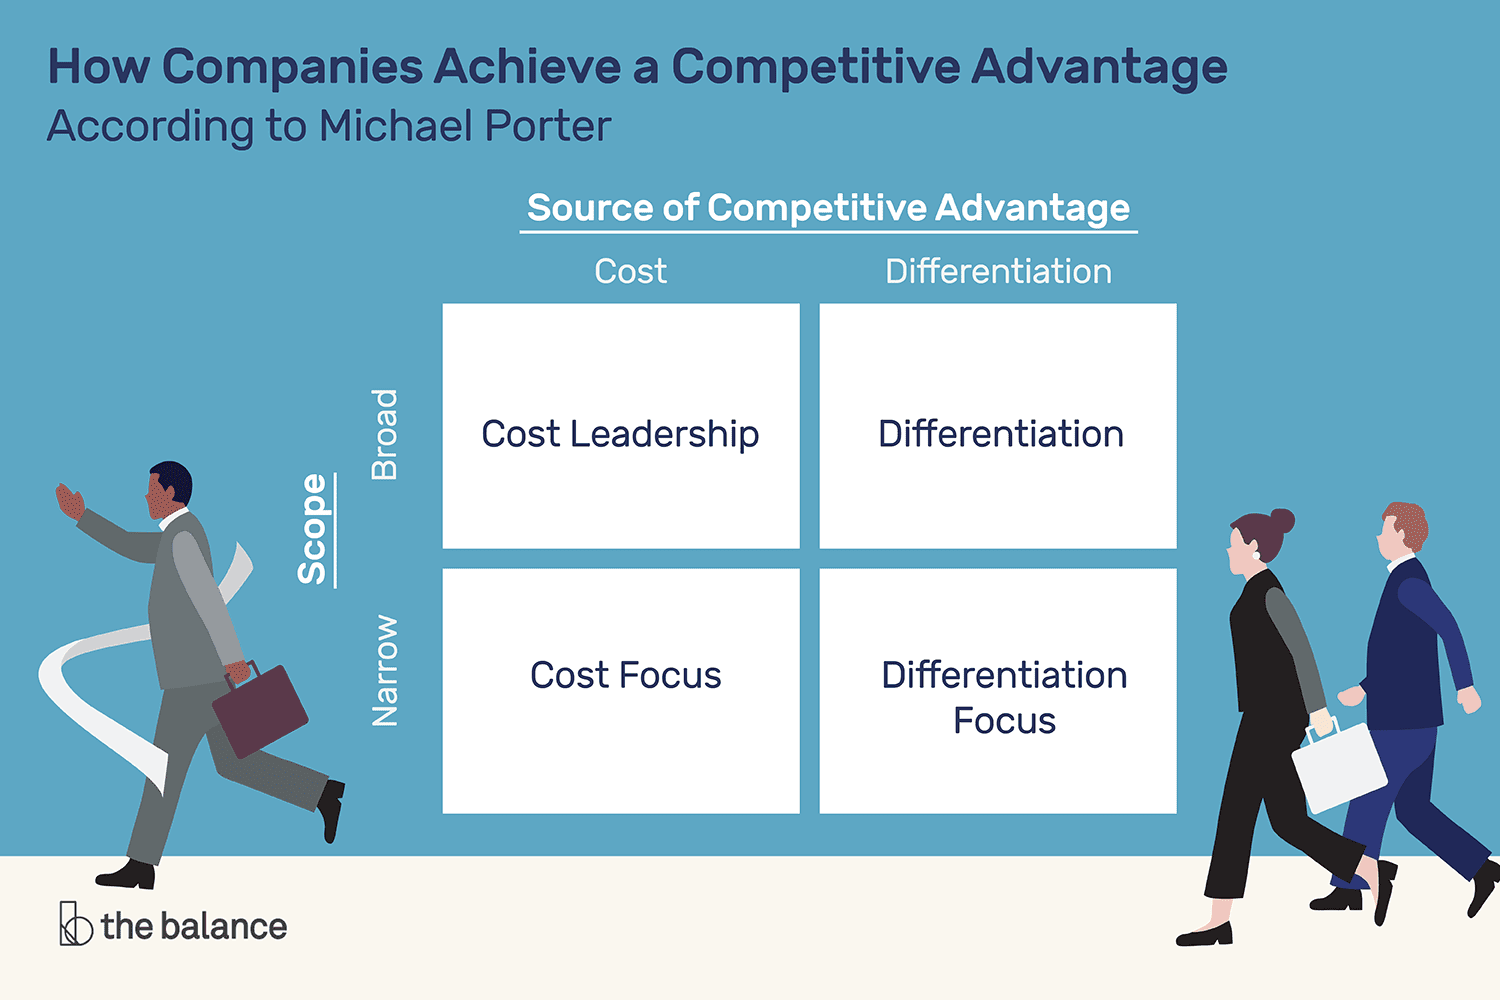 How Companies Achieve a Competitive Advantage
According to Michael Porter
Source of Competitive Advantage
Cost
Differentiation
Scope
Broad
Cost Leadership
Differentiation
Narrow
Cost Focus
Differentiation
Focus
the balance